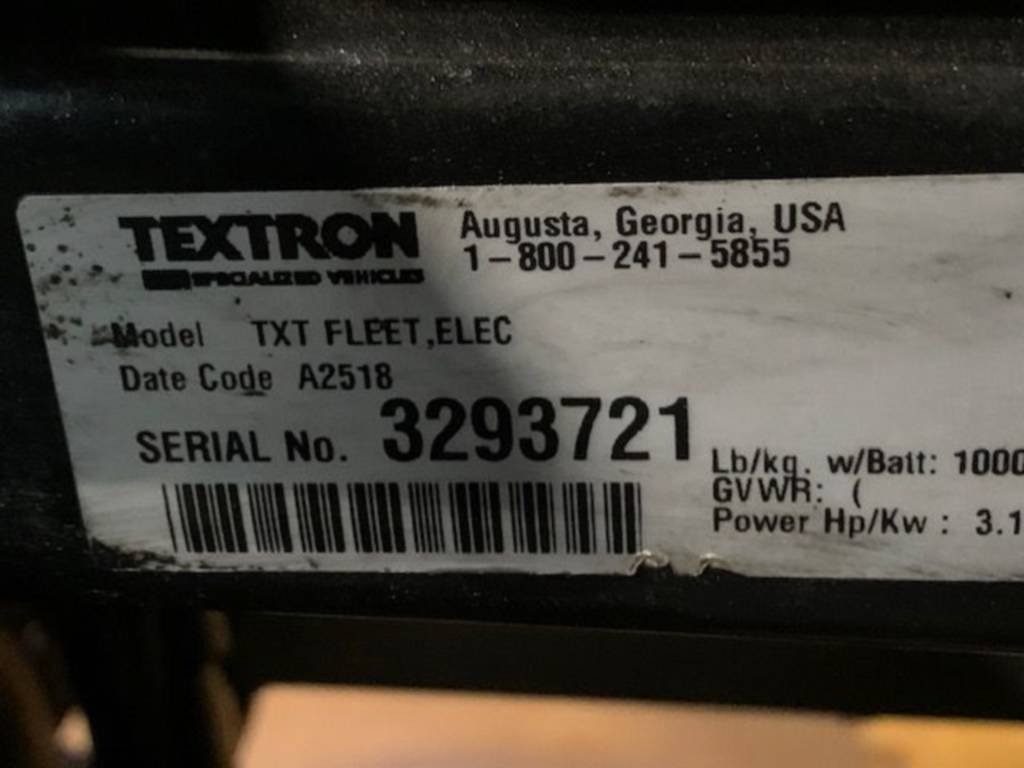 TEXTRON
SPECIALIZED VEHICLES
Augusta, Georgia, USA
1-800-241-5855
Model TXT FLEET,ELEC
Date Code A2518
SERIAL No. 3293721
Lb/kg. w/Batt: 1000
GVWR: (
Power Hp/Kw : 3.1